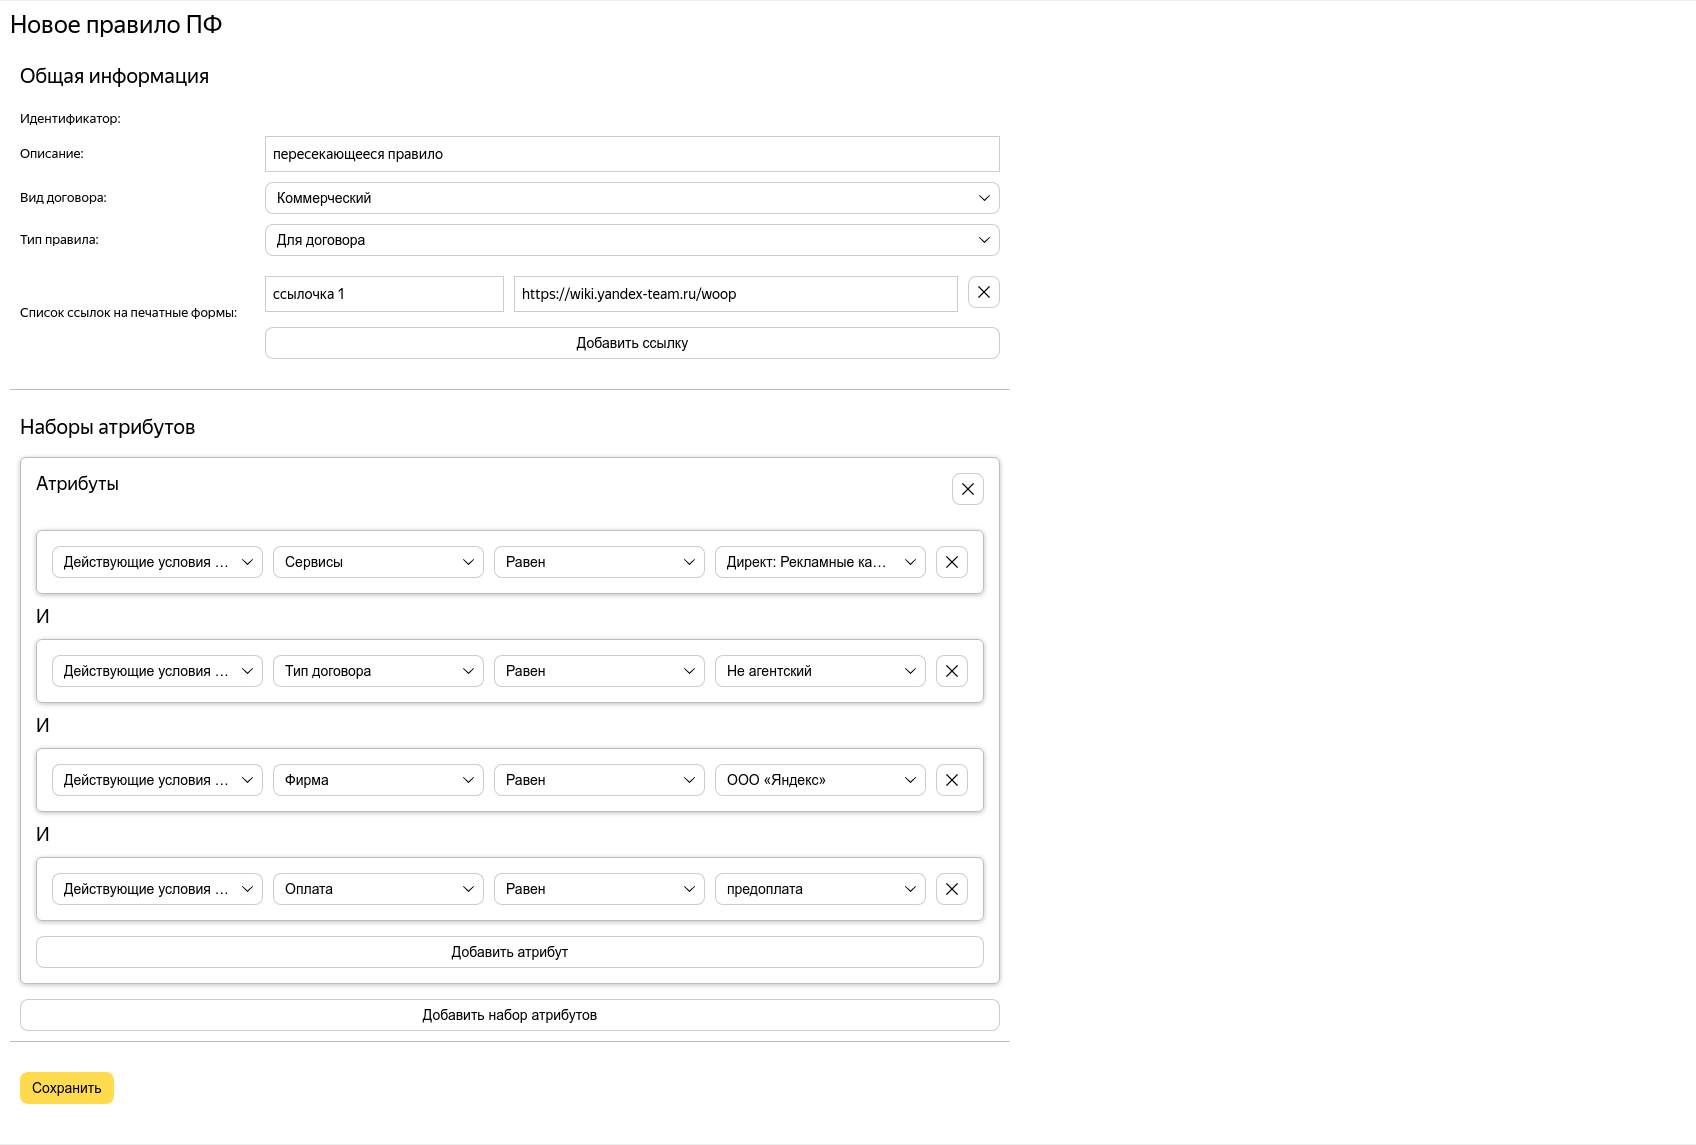 Новое правило ПФ
Общая информация
Идентификатор:
Описание: пересекающееся правило
Вид договора: Коммерческий
Тип правила: Для договора
Список ссылок на печатные формы: ссылочка 1 https://wiki.yandex-team.ru/woop
Добавить ссылку
Наборы атрибутов
Атрибуты
Действующие условия ... Сервисы Равен Директ: Рекламные ка...
И
Действующие условия ... Тип договора Равен Не агентский
И
Действующие условия ... Фирма Равен ООО «Яндекс»
И
Действующие условия ... Оплата Равен предоплата
Добавить атрибут
Добавить набор атрибутов
Сохранить